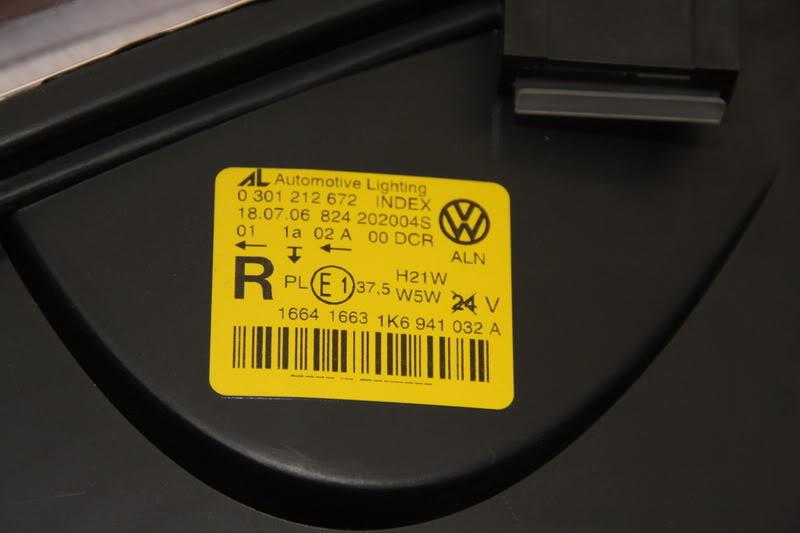 AL Automotive Lighting
0 301 212 672 INDEX
18.07.06 824 202004S
01 1a 02 A 00 DCR
ALN
R PL E1 37,5 H21W
W5W 24 V
1664 1663 1K6 941 032 A